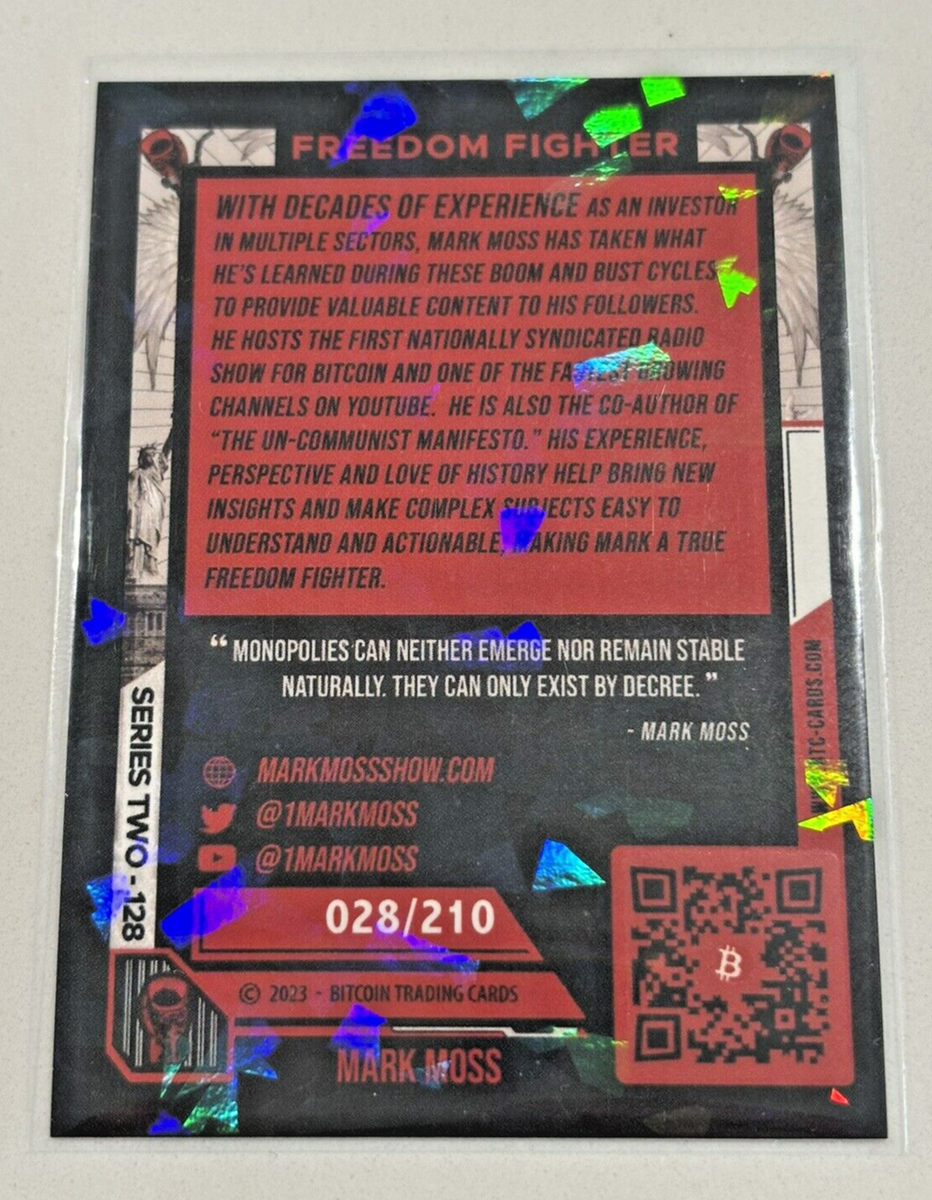 FREEDOM FIGHTER
WITH DECADES OF EXPERIENCE AS AN INVESTOR
IN MULTIPLE SECTORS, MARK MOSS HAS TAKEN WHAT
HE'S LEARNED DURING THESE BOOM AND BUST CYCLES
TO PROVIDE VALUABLE CONTENT TO HIS FOLLOWERS.
HE HOSTS THE FIRST NATIONALLY SYNDICATED RADIO
SHOW FOR BITCOIN AND ONE OF THE FASTEST GROWING
CHANNELS ON YOUTUBE. HE IS ALSO THE CO-AUTHOR OF
"THE UN-COMMUNIST MANIFESTO." HIS EXPERIENCE,
PERSPECTIVE AND LOVE OF HISTORY HELP BRING NEW
INSIGHTS AND MAKE COMPLEX SUBJECTS EASY TO
UNDERSTAND AND ACTIONABLE, MAKING MARK A TRUE
FREEDOM FIGHTER.
“ MONOPOLIES CAN NEITHER EMERGE NOR REMAIN STABLE
NATURALLY. THEY CAN ONLY EXIST BY DECREE. ”
- MARK MOSS
MARKMOSSSHOW.COM
@1MARKMOSS
@1MARKMOSS
028/210
© 2023 - BITCOIN TRADING CARDS
MARK MOSS
SERIES TWO - 128
₿